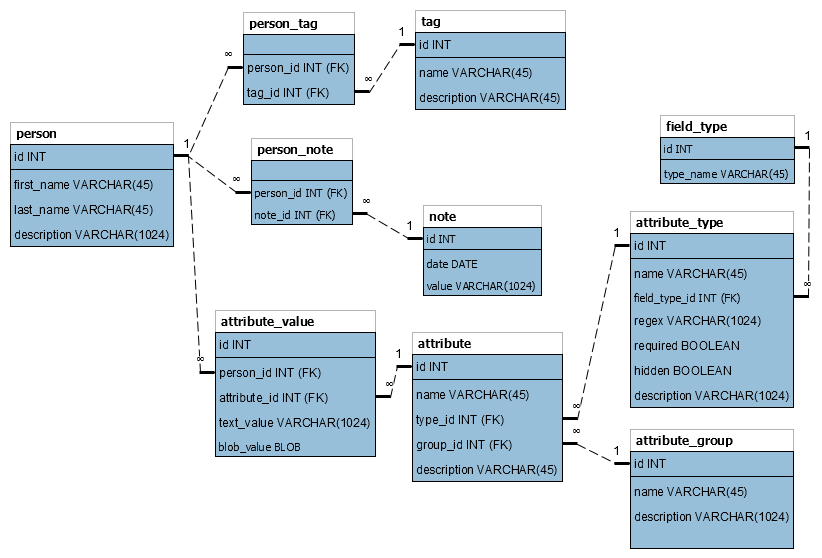 person_tag
person_id INT (FK)
tag_id INT (FK)
tag
id INT
name VARCHAR(45)
description VARCHAR(45)
person
id INT
first_name VARCHAR(45)
last_name VARCHAR(45)
description VARCHAR(1024)
person_note
person_id INT (FK)
note_id INT (FK)
note
id INT
date DATE
value VARCHAR(1024)
field_type
id INT
type_name VARCHAR(45)
attribute_type
id INT
name VARCHAR(45)
field_type_id INT (FK)
regex VARCHAR(1024)
required BOOLEAN
hidden BOOLEAN
description VARCHAR(1024)
attribute_value
id INT
person_id INT (FK)
attribute_id INT (FK)
text_value VARCHAR(1024)
blob_value BLOB
attribute
id INT
name VARCHAR(45)
type_id INT (FK)
group_id INT (FK)
description VARCHAR(45)
attribute_group
id INT
name VARCHAR(45)
description VARCHAR(1024)
1
∞
∞
1
∞
∞
1
∞
∞
1
∞
1
∞
1
1
∞